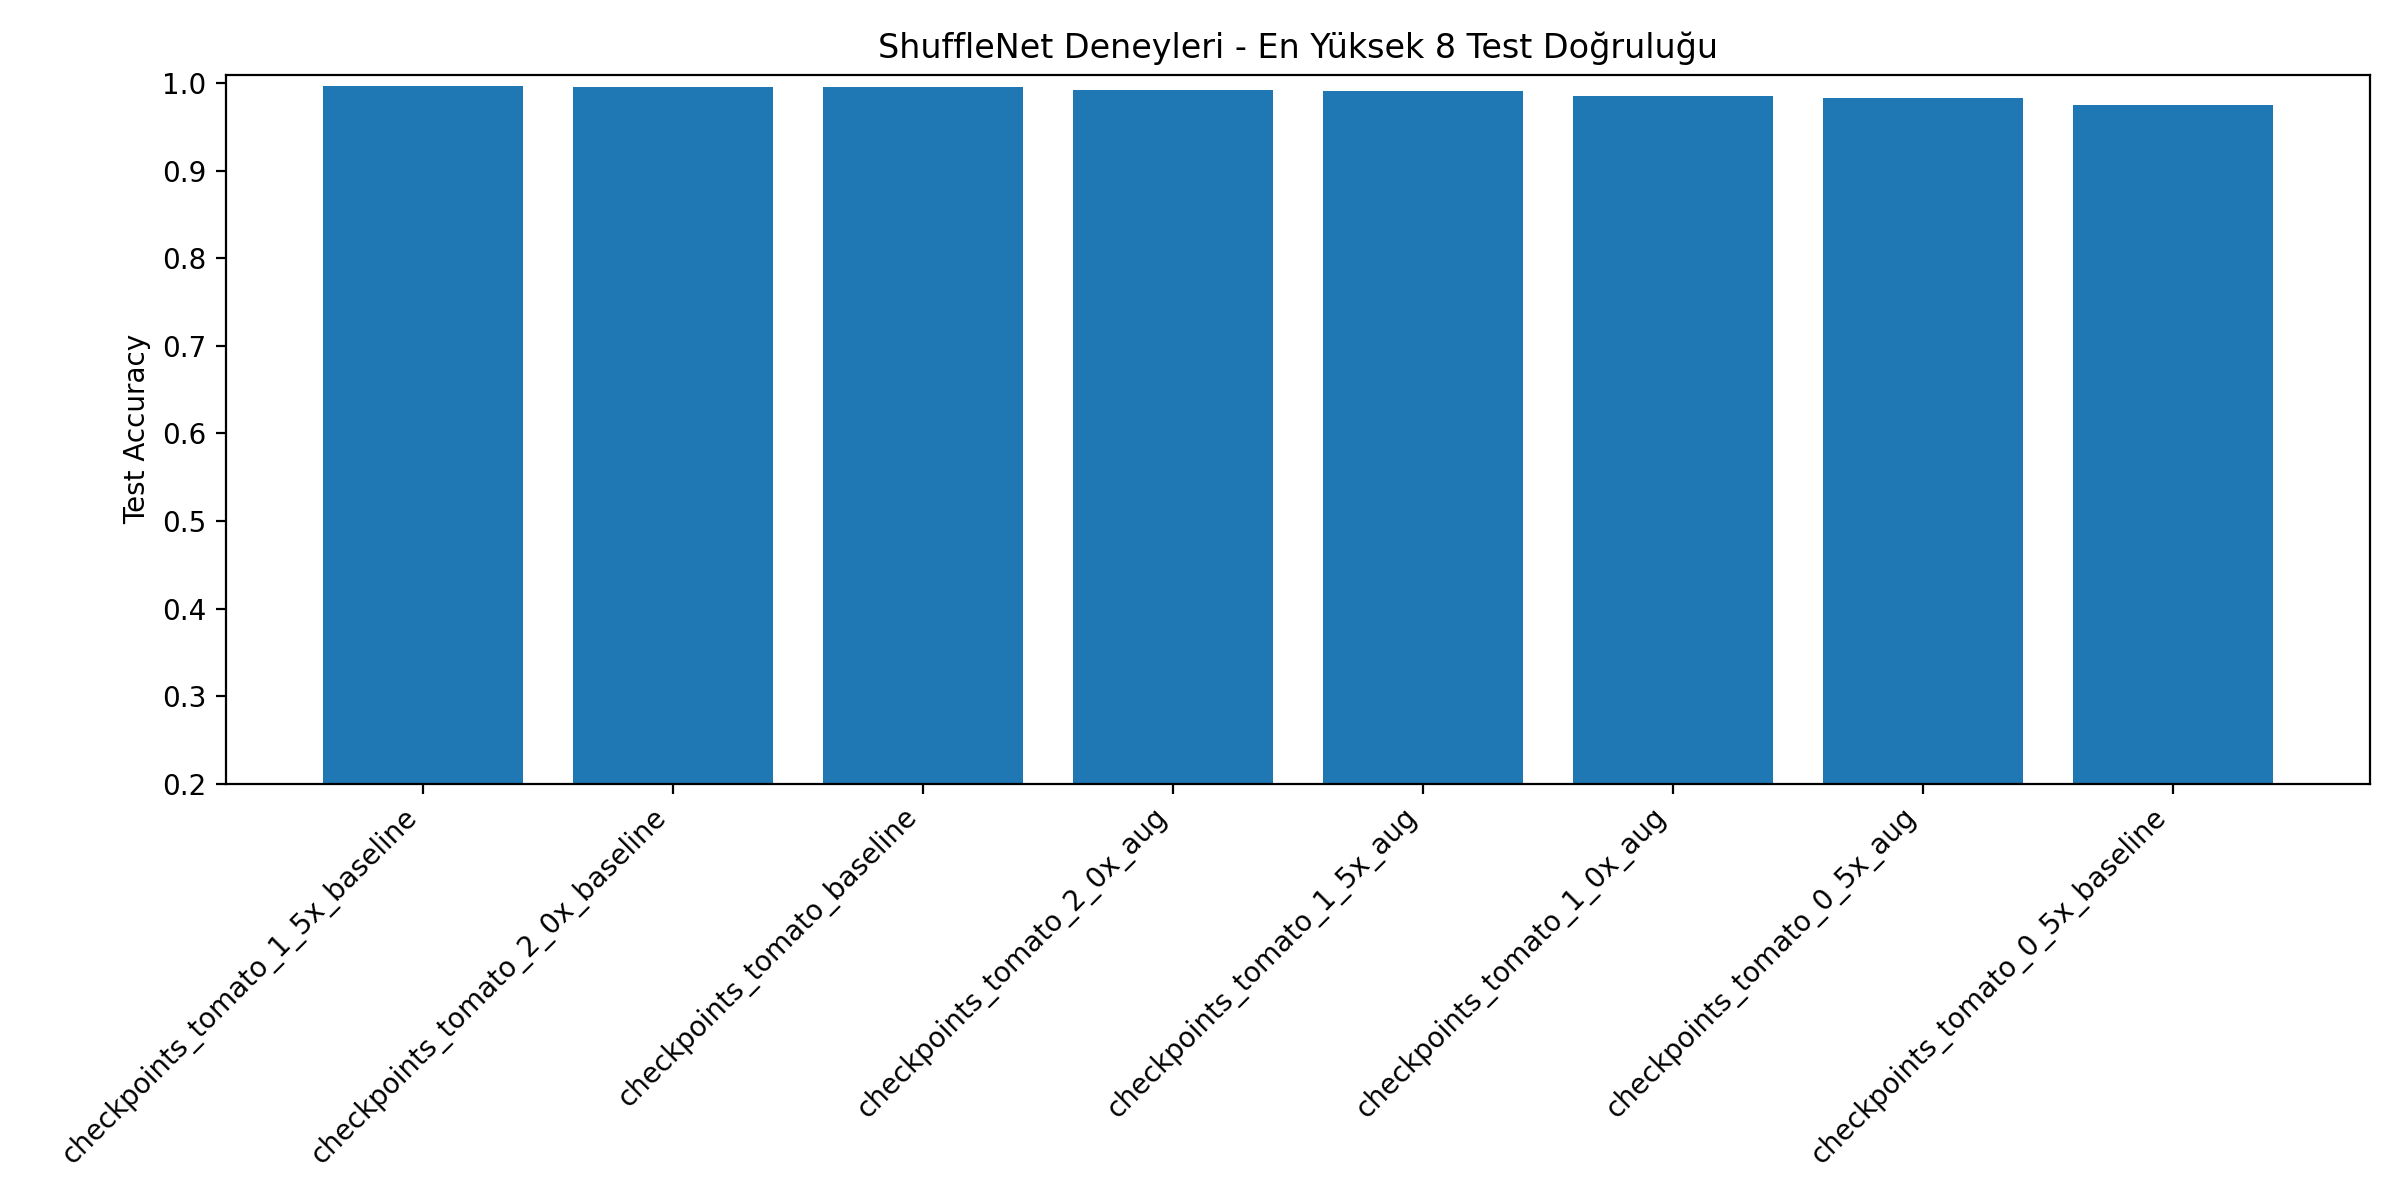 ShuffleNet Deneyleri - En Yüksek 8 Test Doğruluğu
Test Accuracy
1.0
0.9
0.8
0.7
0.6
0.5
0.4
0.3
0.2
checkpoints_tomato_1_5x_baseline
checkpoints_tomato_2_0x_baseline
checkpoints_tomato_baseline
checkpoints_tomato_2_0x_aug
checkpoints_tomato_1_5x_aug
checkpoints_tomato_1_0x_aug
checkpoints_tomato_0_5x_aug
checkpoints_tomato_0_5x_baseline